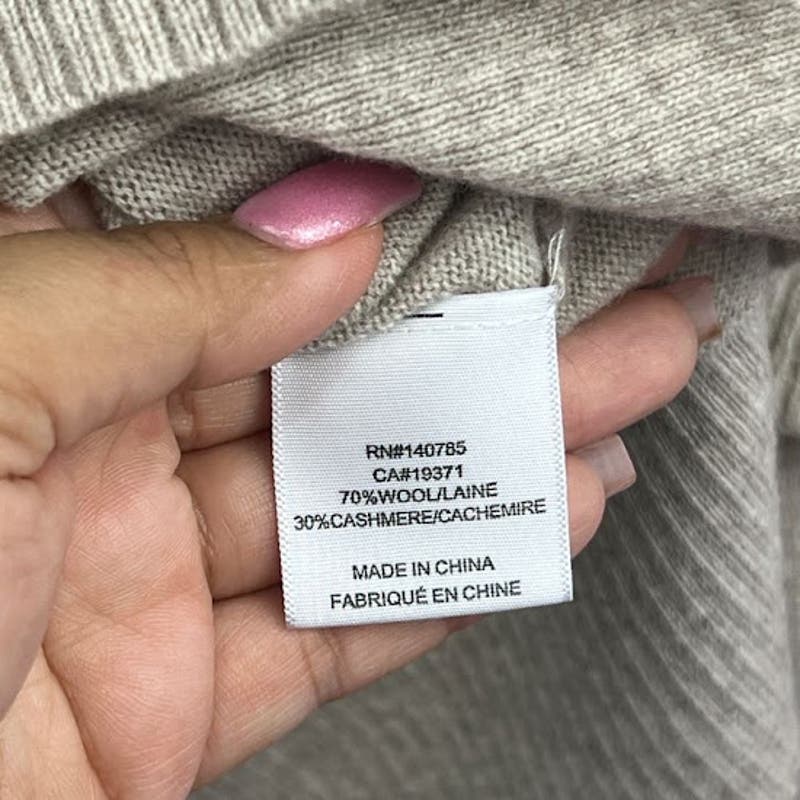 RN#140785
CA#19371
70%WOOL/LAINE
30%CASHMERE/CACHEMIRE
MADE IN CHINA
FABRIQUÉ EN CHINE